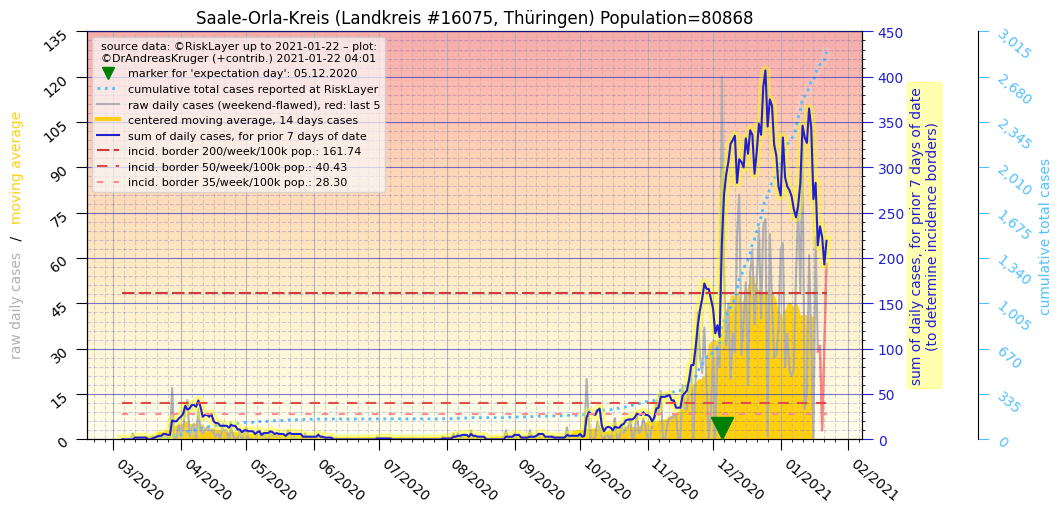 Saale-Orla-Kreis (Landkreis #16075, Thüringen) Population=80868
source data: ©RiskLayer up to 2021-01-22 – plot:
©DrAndreasKruger (+contrib.) 2021-01-22 04:01
marker for 'expectation day': 05.12.2020
cumulative total cases reported at RiskLayer
raw daily cases (weekend-flawed), red: last 5
centered moving average, 14 days cases
sum of daily cases, for prior 7 days of date
incid. border 200/week/100k pop.: 161.74
incid. border 50/week/100k pop.: 40.43
incid. border 35/week/100k pop.: 28.30
raw daily cases / moving average
135
120
105
90
75
60
45
30
15
0
450
400
350
300
250
200
150
100
50
0
sum of daily cases, for prior 7 days of date
(to determine incidence borders)
3,015
2,680
2,345
2,010
1,675
1,340
1,005
670
335
0
cumulative total cases
03/2020
04/2020
05/2020
06/2020
07/2020
08/2020
09/2020
10/2020
11/2020
12/2020
01/2021
02/2021